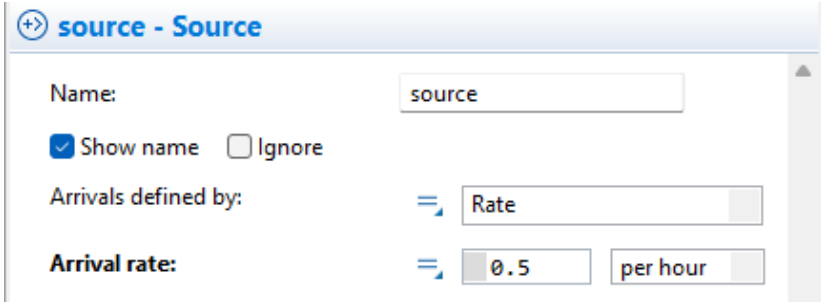 source - Source
Name: source
Show name Ignore
Arrivals defined by: Rate
Arrival rate: 0.5 per hour